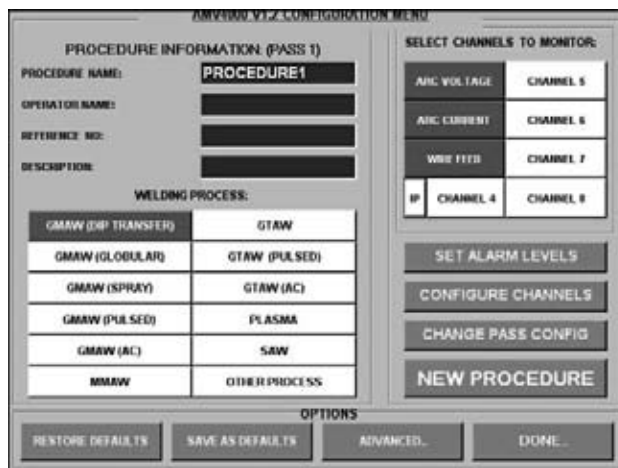 AMV4000 V1.2 CONFIGURATION MENU
PROCEDURE INFORMATION: (PASS 1)
PROCEDURE NAME: PROCEDURE1
OPERATOR NAME:
REFERENCE NO:
DESCRIPTION:
WELDING PROCESS:
GMAW (DIP TRANSFER) GTAW
GMAW (GLOBULAR) GTAW (PULSED)
GMAW (SPRAY) GTAW (AC)
GMAW (PULSED) PLASMA
GMAW (AC) SAW
MMAW OTHER PROCESS
SELECT CHANNELS TO MONITOR:
ARC VOLTAGE CHANNEL 5
ARC CURRENT CHANNEL 6
WIRE FEED CHANNEL 7
IP CHANNEL 4 CHANNEL 8
SET ALARM LEVELS
CONFIGURE CHANNELS
CHANGE PASS CONFIG
NEW PROCEDURE
OPTIONS
RESTORE DEFAULTS SAVE AS DEFAULTS ADVANCED.. DONE..